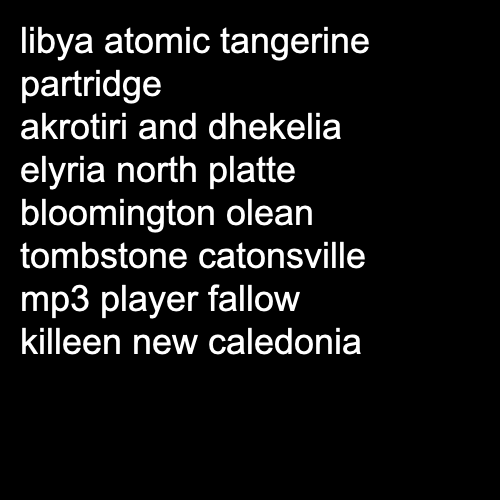 libya atomic tangerine
partridge
akrotiri and dhekelia
elyria north platte
bloomington olean
tombstone catonsville
mp3 player fallow
killeen new caledonia